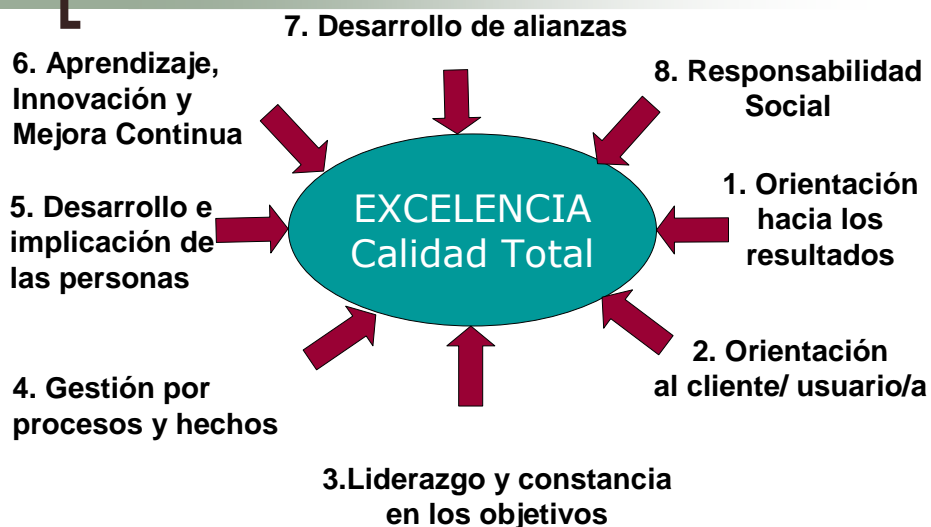 7. Desarrollo de alianzas
6. Aprendizaje,
Innovación y
Mejora Continua
8. Responsabilidad
Social
5. Desarrollo e
implicación de
las personas
EXCELENCIA
Calidad Total
1. Orientación
hacia los
resultados
4. Gestión por
procesos y hechos
2. Orientación
al cliente/ usuario/a
3.Liderazgo y constancia
en los objetivos